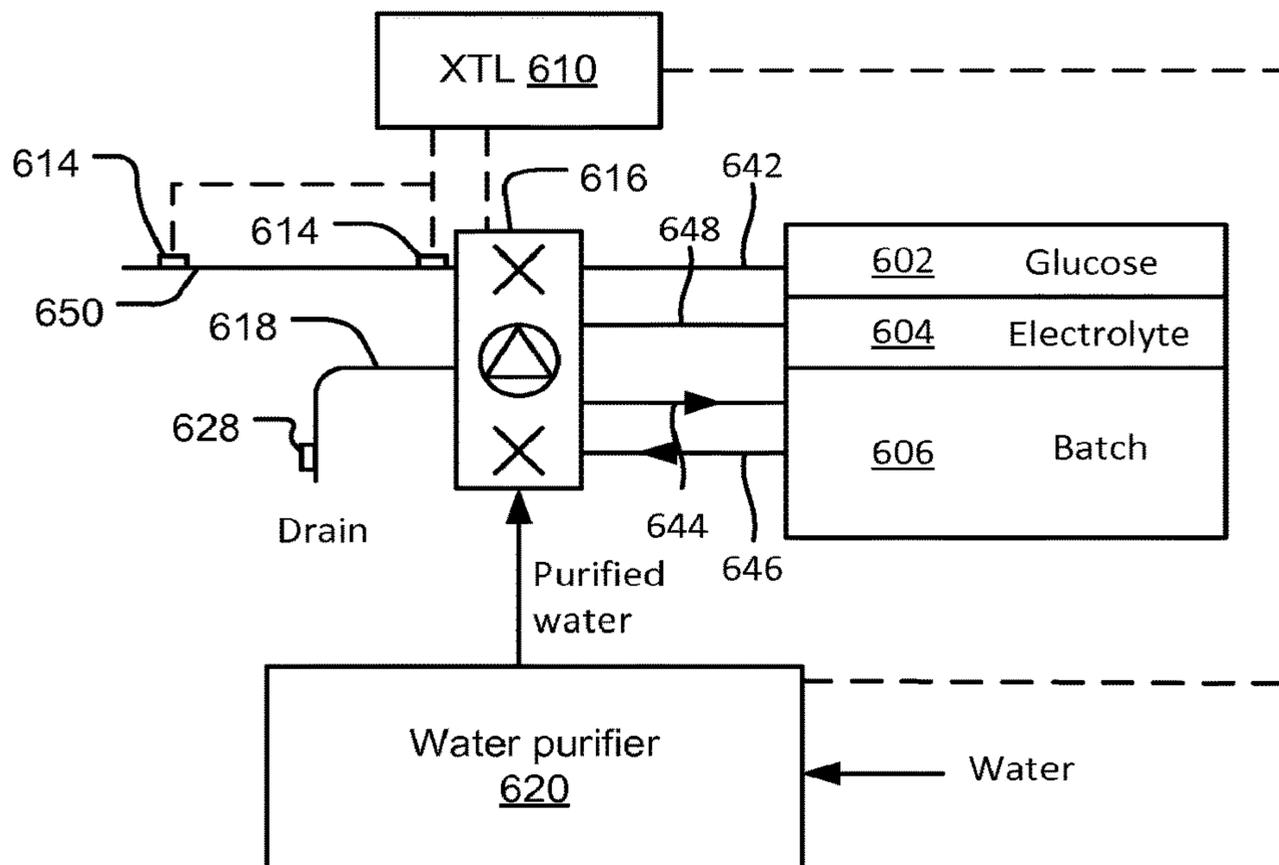 XTL 610
614
616
642
614
648
602 Glucose
650
618
604 Electrolyte
628
606 Batch
Drain
644
646
Purified
water
Water purifier
620
Water